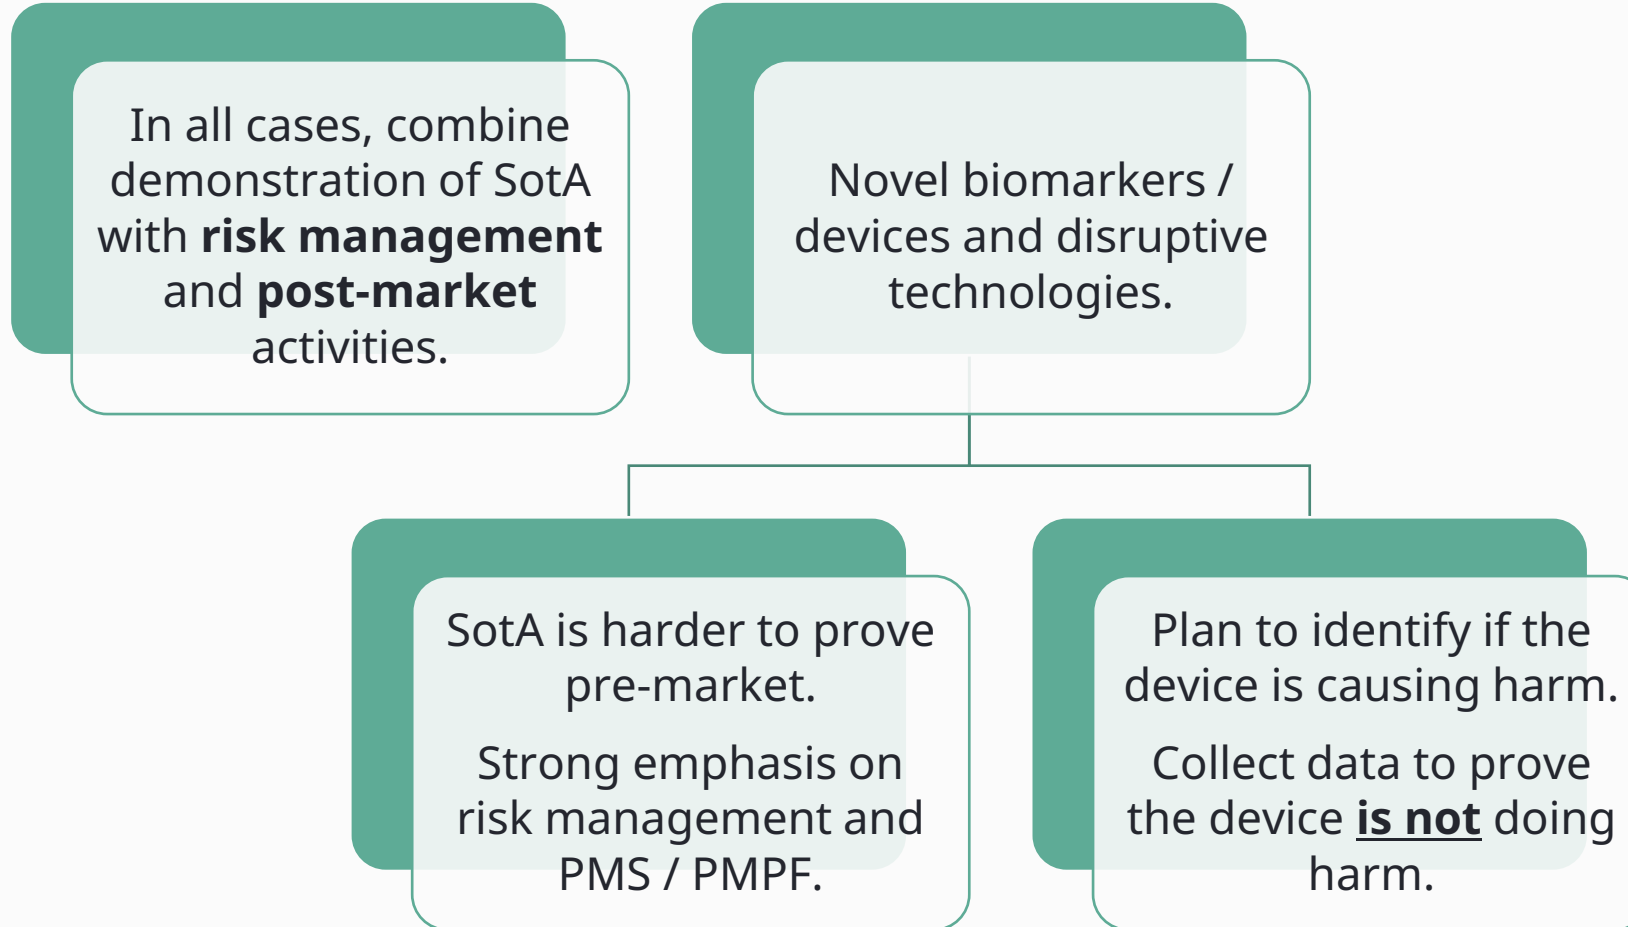 In all cases, combine
demonstration of SotA
with risk management
and post-market
activities.
Novel biomarkers /
devices and disruptive
technologies.
SotA is harder to prove
pre-market.
Strong emphasis on
risk management and
PMS / PMPF.
Plan to identify if the
device is causing harm.
Collect data to prove
the device is not doing
harm.